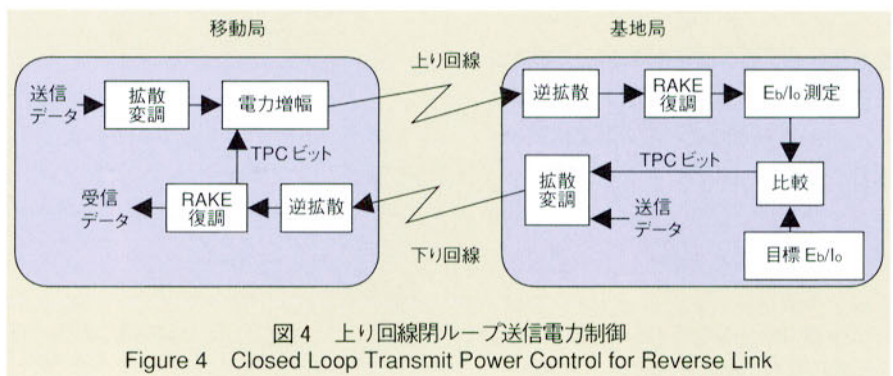 移動局
基地局
送信
データ
拡散
変調
電力増幅
上り回線
逆拡散
RAKE
復調
Eb/Io 測定
TPC ビット
受信
データ
RAKE
復調
逆拡散
下り回線
拡散
変調
TPC ビット
送信
データ
比較
目標 Eb/Io
図 4 上り回線閉ループ送信電力制御
Figure 4 Closed Loop Transmit Power Control for Reverse Link